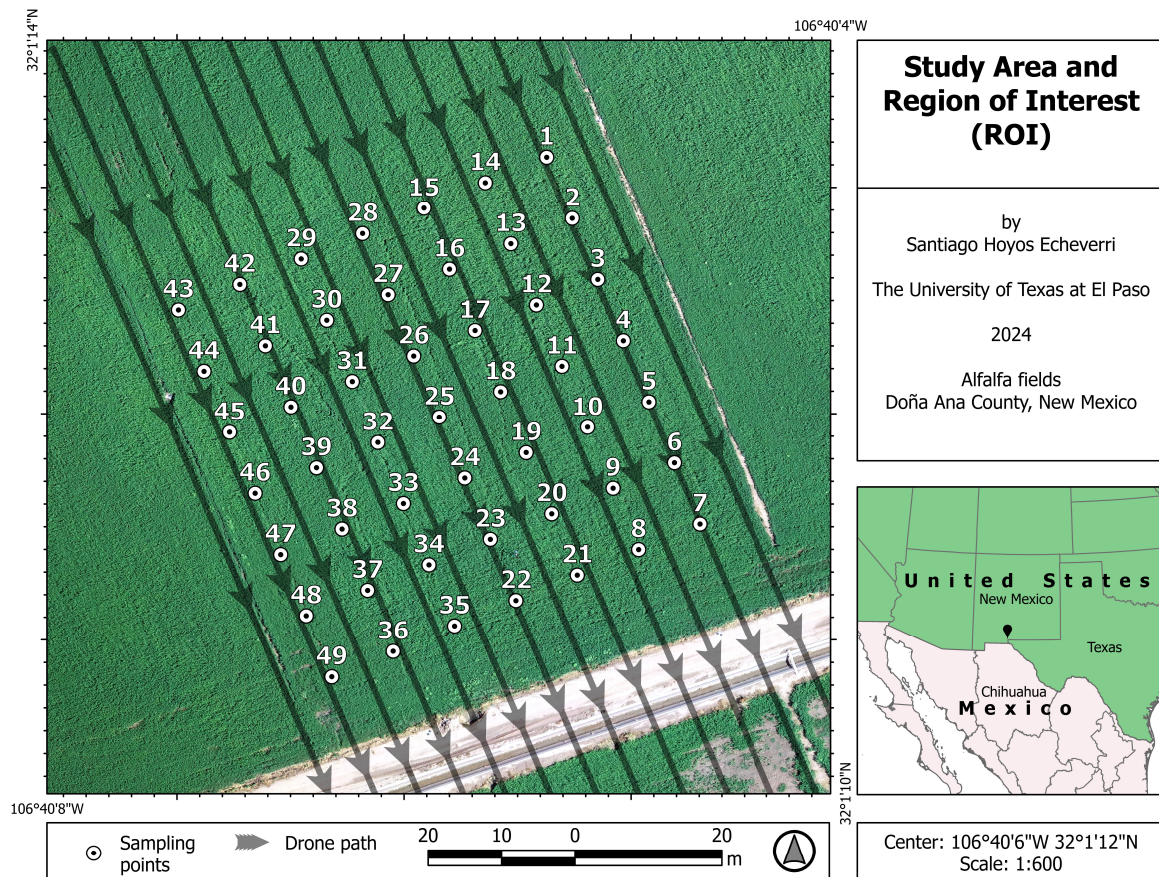 32°1'14"N
106°40'4"W
Study Area and
Region of Interest
(ROI)
by
Santiago Hoyos Echeverri
The University of Texas at El Paso
2024
Alfalfa fields
Doña Ana County, New Mexico
1
14
2
15
13
28
3
16
29
12
27
42
4
43
30
17
11
26
41
5
44
31
18
10
25
40
6
45
32
19
9
24
39
7
46
33
20
8
23
38
47
34
21
22
37
48
35
36
49
United States
New Mexico
Texas
Chihuahua
Mexico
106°40'8"W
32°1'10"N
Sampling
points
Drone path
20 10 0 20
m
Center: 106°40'6"W 32°1'12"N
Scale: 1:600